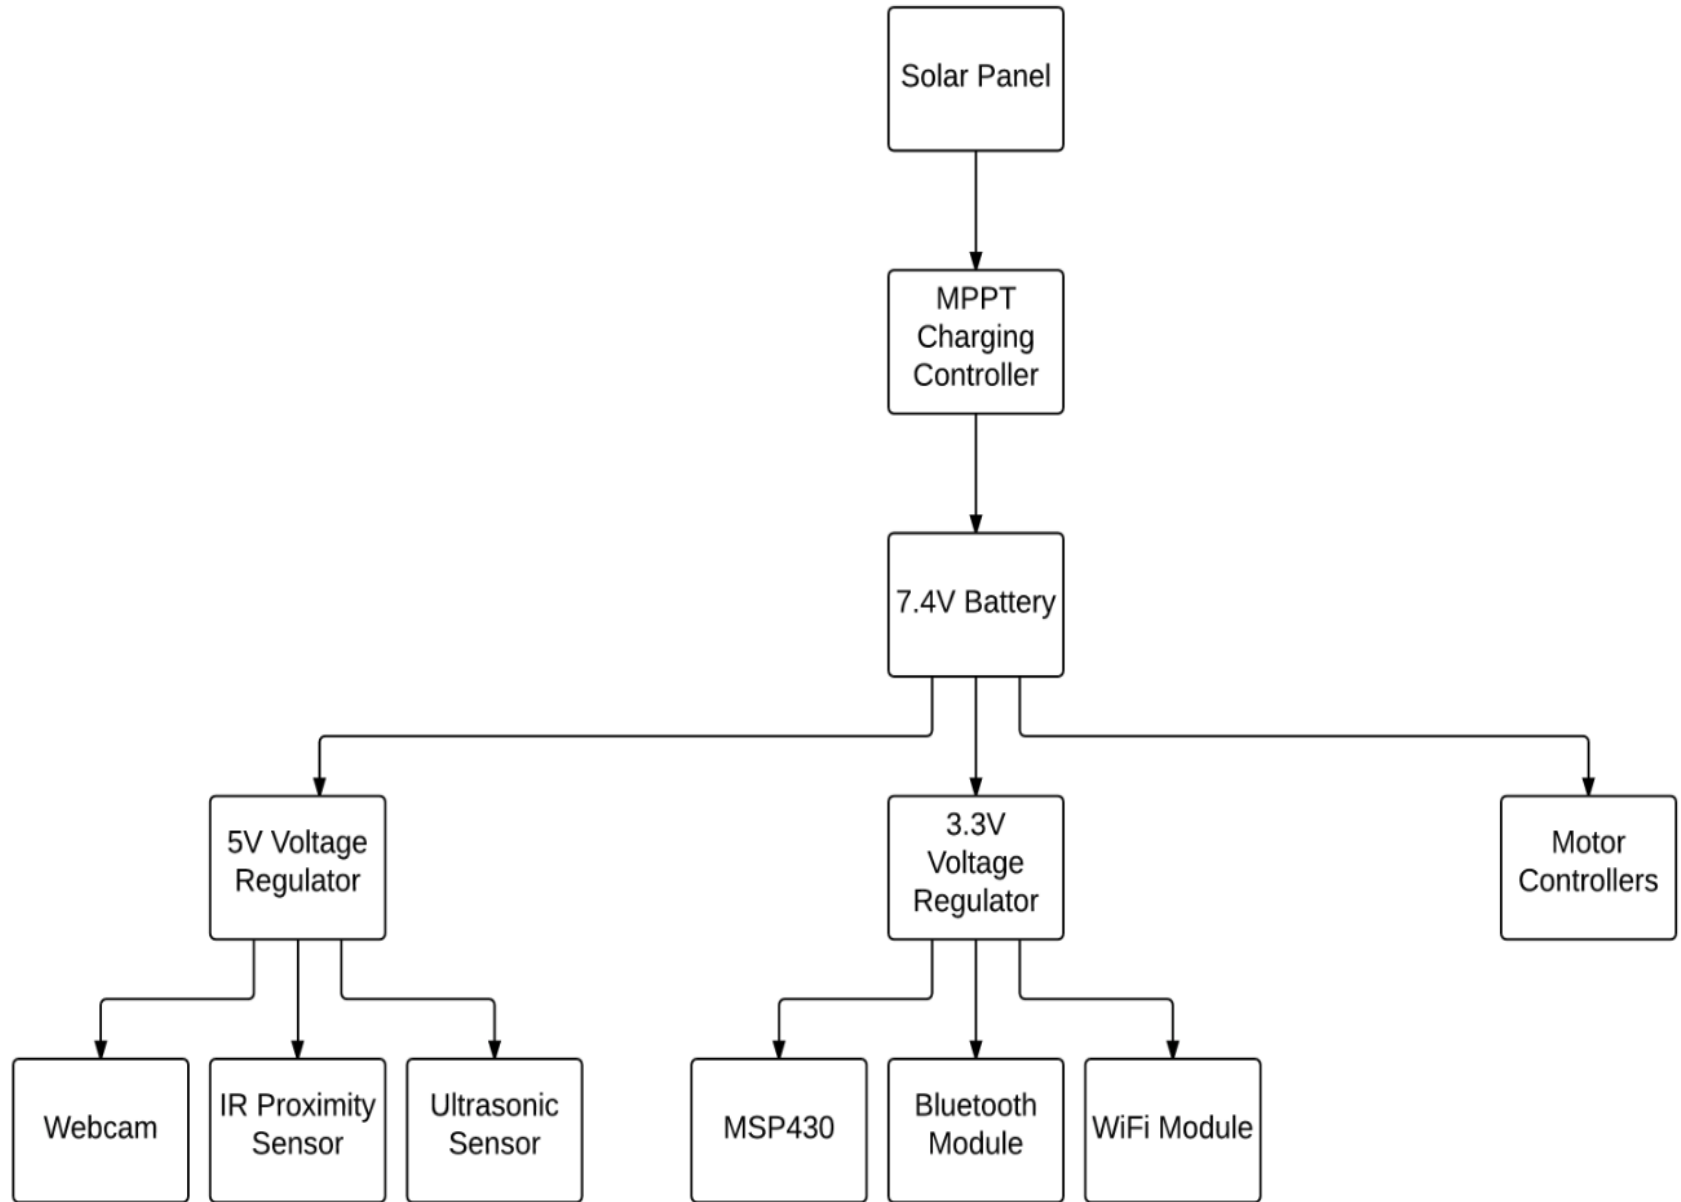 Solar Panel
MPPT
Charging
Controller
7.4V Battery
5V Voltage
Regulator
3.3V
Voltage
Regulator
Motor
Controllers
Webcam
IR Proximity
Sensor
Ultrasonic
Sensor
MSP430
Bluetooth
Module
WiFi Module